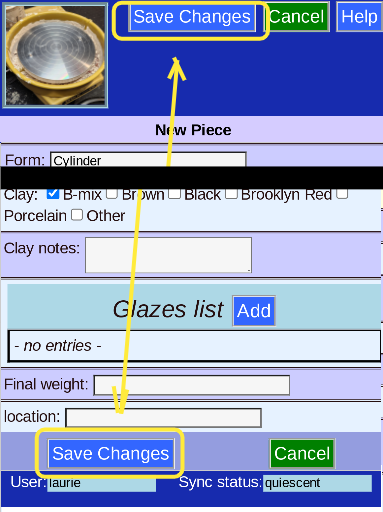 Save Changes Cancel Help
New Piece
Form: Cylinder
Clay: B-mix Brown Black Brooklyn Red
Porcelain Other
Clay notes:
Glazes list Add
- no entries -
Final weight:
location:
Save Changes Cancel
User: laurie Sync status: quiescent